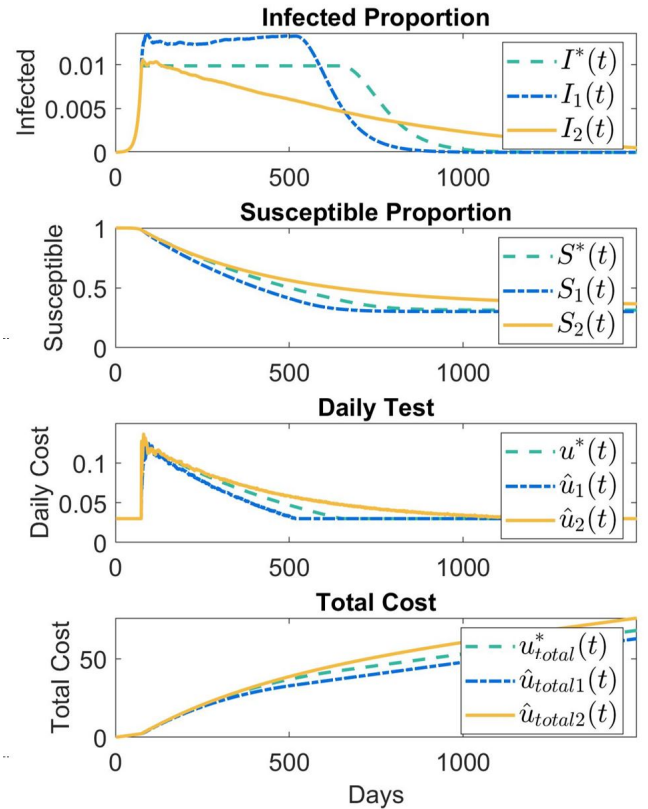 Infected Proportion
Infected
0.01
0.005
0
0
500
1000
I*(t)
I₁(t)
I₂(t)
Susceptible Proportion
Susceptible
1
0.5
0
0
500
1000
S*(t)
S₁(t)
S₂(t)
Daily Test
Daily Cost
0.1
0.05
0
0
500
1000
u*(t)
û₁(t)
û₂(t)
Total Cost
Total Cost
50
0
0
500
1000
u*total(t)
ûtotal1(t)
ûtotal2(t)
Days